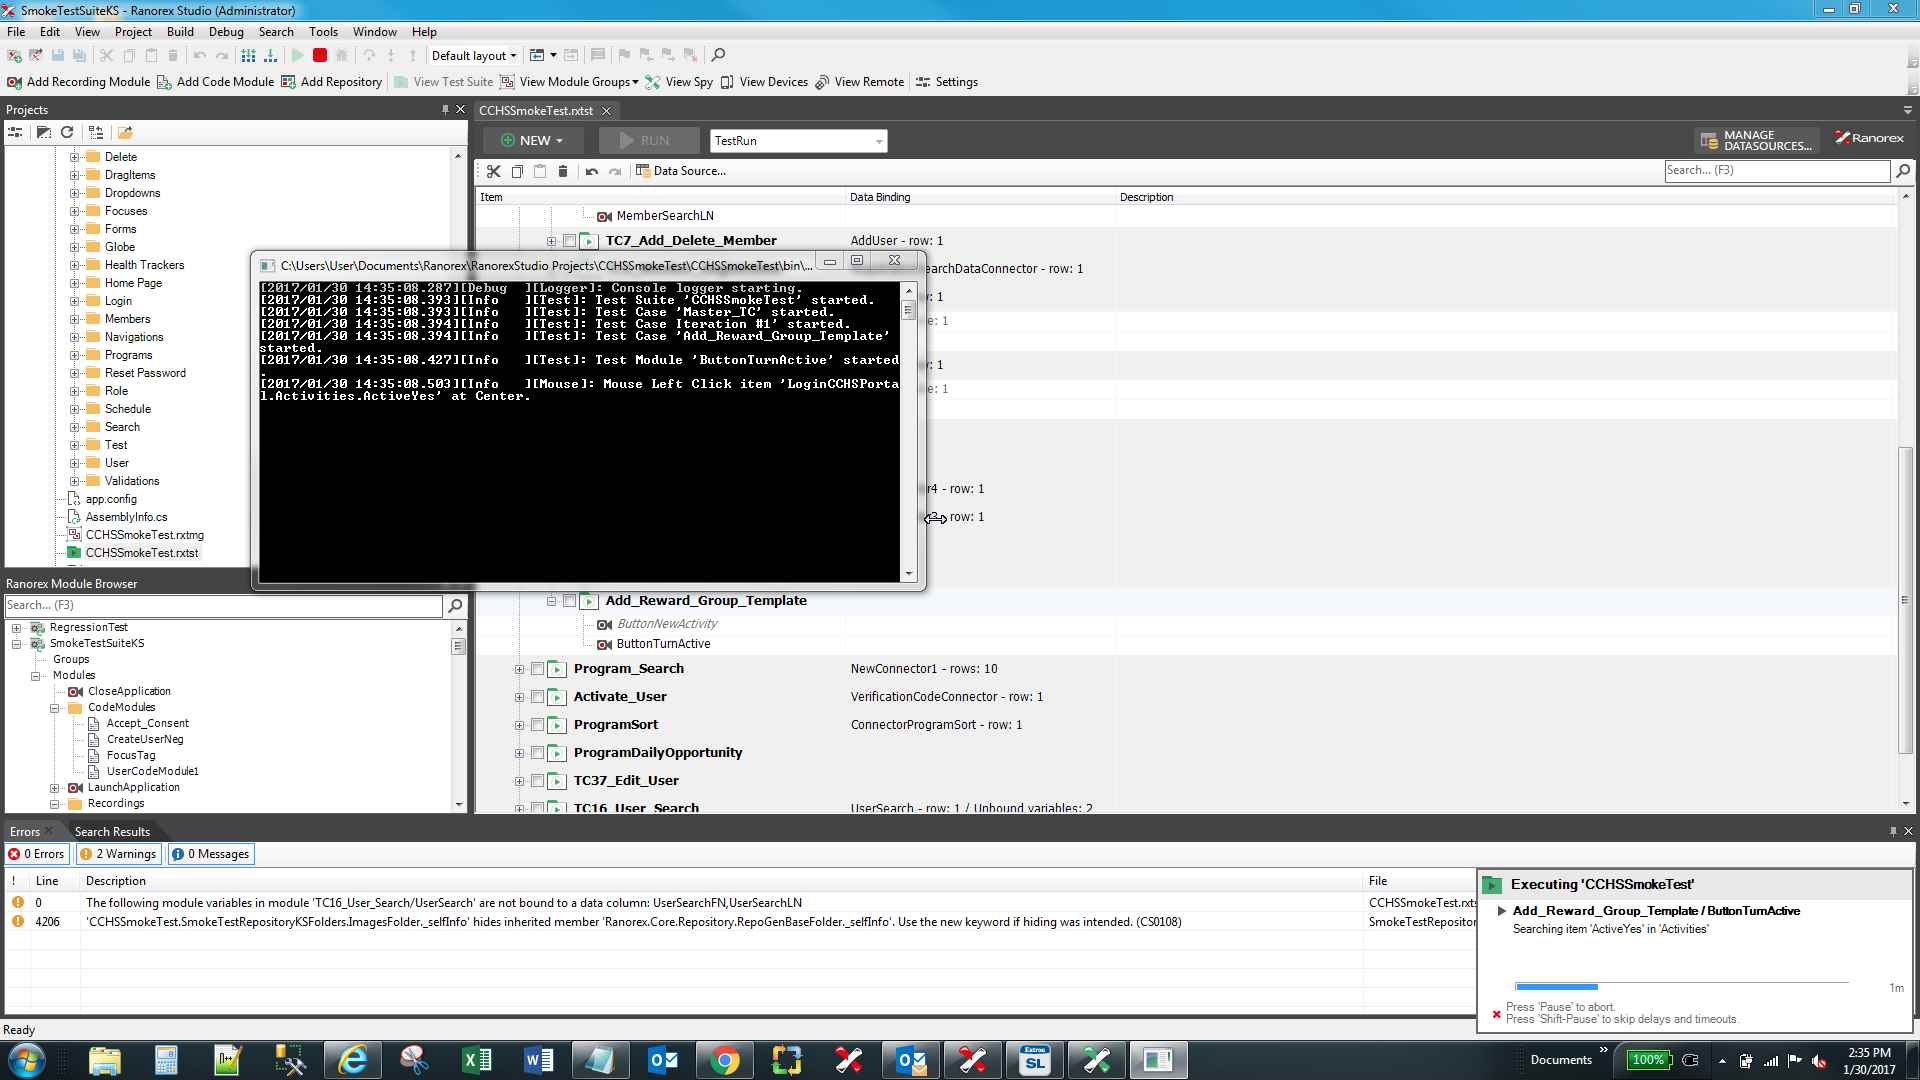 SmokeTestSuiteKS - Ranorex Studio (Administrator)
File Edit View Project Build Debug Search Tools Window Help
Default layout
Add Recording Module Add Code Module Add Repository View Test Suite View Module Groups View Spy View Devices View Remote Settings
Projects
Delete
DragItems
Dropdowns
Focuses
Forms
Globe
Health Trackers
Home Page
Login
Members
Navigations
Programs
Reset Password
Role
Schedule
Search
Test
User
Validations
app.config
AssemblyInfo.cs
CCHSSmokeTest.rxtmg
CCHSSmokeTest.rxtst
Ranorex Module Browser
Search... (F3)
RegressionTest
SmokeTestSuiteKS
Groups
Modules
CloseApplication
CodeModules
Accept_Consent
CreateUserNeg
FocusTag
UserCodeModule1
LaunchApplication
Recordings
CCHSSmokeTest.rxtst
NEW RUN TestRun MANAGE DATASOURCES... Ranorex
Data Source... Search... (F3)
Item Data Binding Description
MemberSearchLN
TC7_Add_Delete_Member AddUser - row: 1
archDataConnector - row: 1
: 1
e: 1
: 1
e: 1
r4 - row: 1
row: 1
C:\Users\User\Documents\Ranorex\RanorexStudio Projects\CCHSSmokeTest\CCHSSmokeTest\bin\...
[2017/01/30 14:35:08.287][Debug ][Logger]: Console logger starting.
[2017/01/30 14:35:08.393][Info ][Test]: Test Suite 'CCHSSmokeTest' started.
[2017/01/30 14:35:08.393][Info ][Test]: Test Case 'Master_TC' started.
[2017/01/30 14:35:08.394][Info ][Test]: Test Case Iteration #1' started.
[2017/01/30 14:35:08.394][Info ][Test]: Test Case 'Add_Reward_Group_Template'
started.
[2017/01/30 14:35:08.427][Info ][Test]: Test Module 'ButtonTurnActive' started
.
[2017/01/30 14:35:08.503][Info ][Mouse]: Mouse Left Click item 'LoginCCHSPorta
l.Activities.ActiveYes' at Center.
Add_Reward_Group_Template
ButtonNewActivity
ButtonTurnActive
Program_Search NewConnector1 - rows: 10
Activate_User VerificationCodeConnector - row: 1
ProgramSort ConnectorProgramSort - row: 1
ProgramDailyOpportunity
TC37_Edit_User
TC16_User_Search UserSearch - row: 1 / Unbound variables: 2
Errors Search Results
0 Errors 2 Warnings 0 Messages
! Line Description File
0 The following module variables in module 'TC16_User_Search/UserSearch' are not bound to a data column: UserSearchFN,UserSearchLN CCHSSmokeTest.rxts
4206 'CCHSSmokeTest.SmokeTestRepositoryKSFolders.ImagesFolder._selfInfo' hides inherited member 'Ranorex.Core.Repository.RepoGenBaseFolder._selfInfo'. Use the new keyword if hiding was intended. (CS0108) SmokeTestRepositor
Executing 'CCHSSmokeTest'
Add_Reward_Group_Template / ButtonTurnActive
Searching item 'ActiveYes' in 'Activities'
1m
Press 'Pause' to abort.
Press 'Shift-Pause' to skip delays and timeouts.
Ready
Extron SL
Documents
100%
2:35 PM
1/30/2017